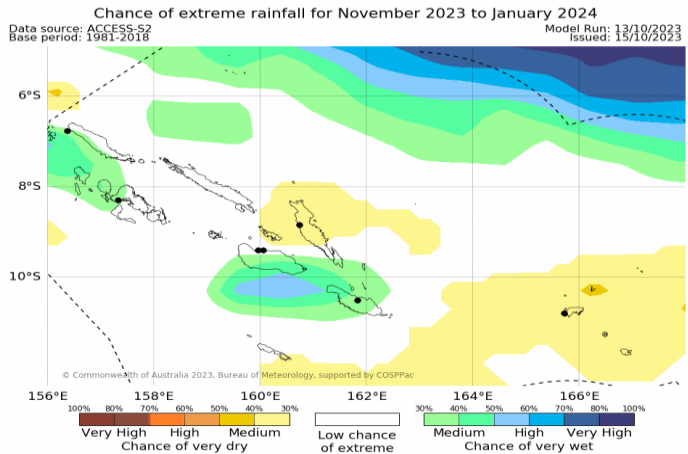 Chance of extreme rainfall for November 2023 to January 2024
Data source: ACCESS-S2
Base period: 1981-2018
Model Run: 13/10/2023
Issued: 15/10/2023
6°S
8°S
10°S
© Commonwealth of Australia 2023, Bureau of Meteorology, supported by COSPPac
156°E 158°E 160°E 162°E 164°E 166°E
100% 80% 70% 60% 50% 40% 30%
30% 40% 50% 60% 70% 80% 100%
Very High High Medium
Low chance
of extreme
Medium High Very High
Chance of very dry
Chance of very wet